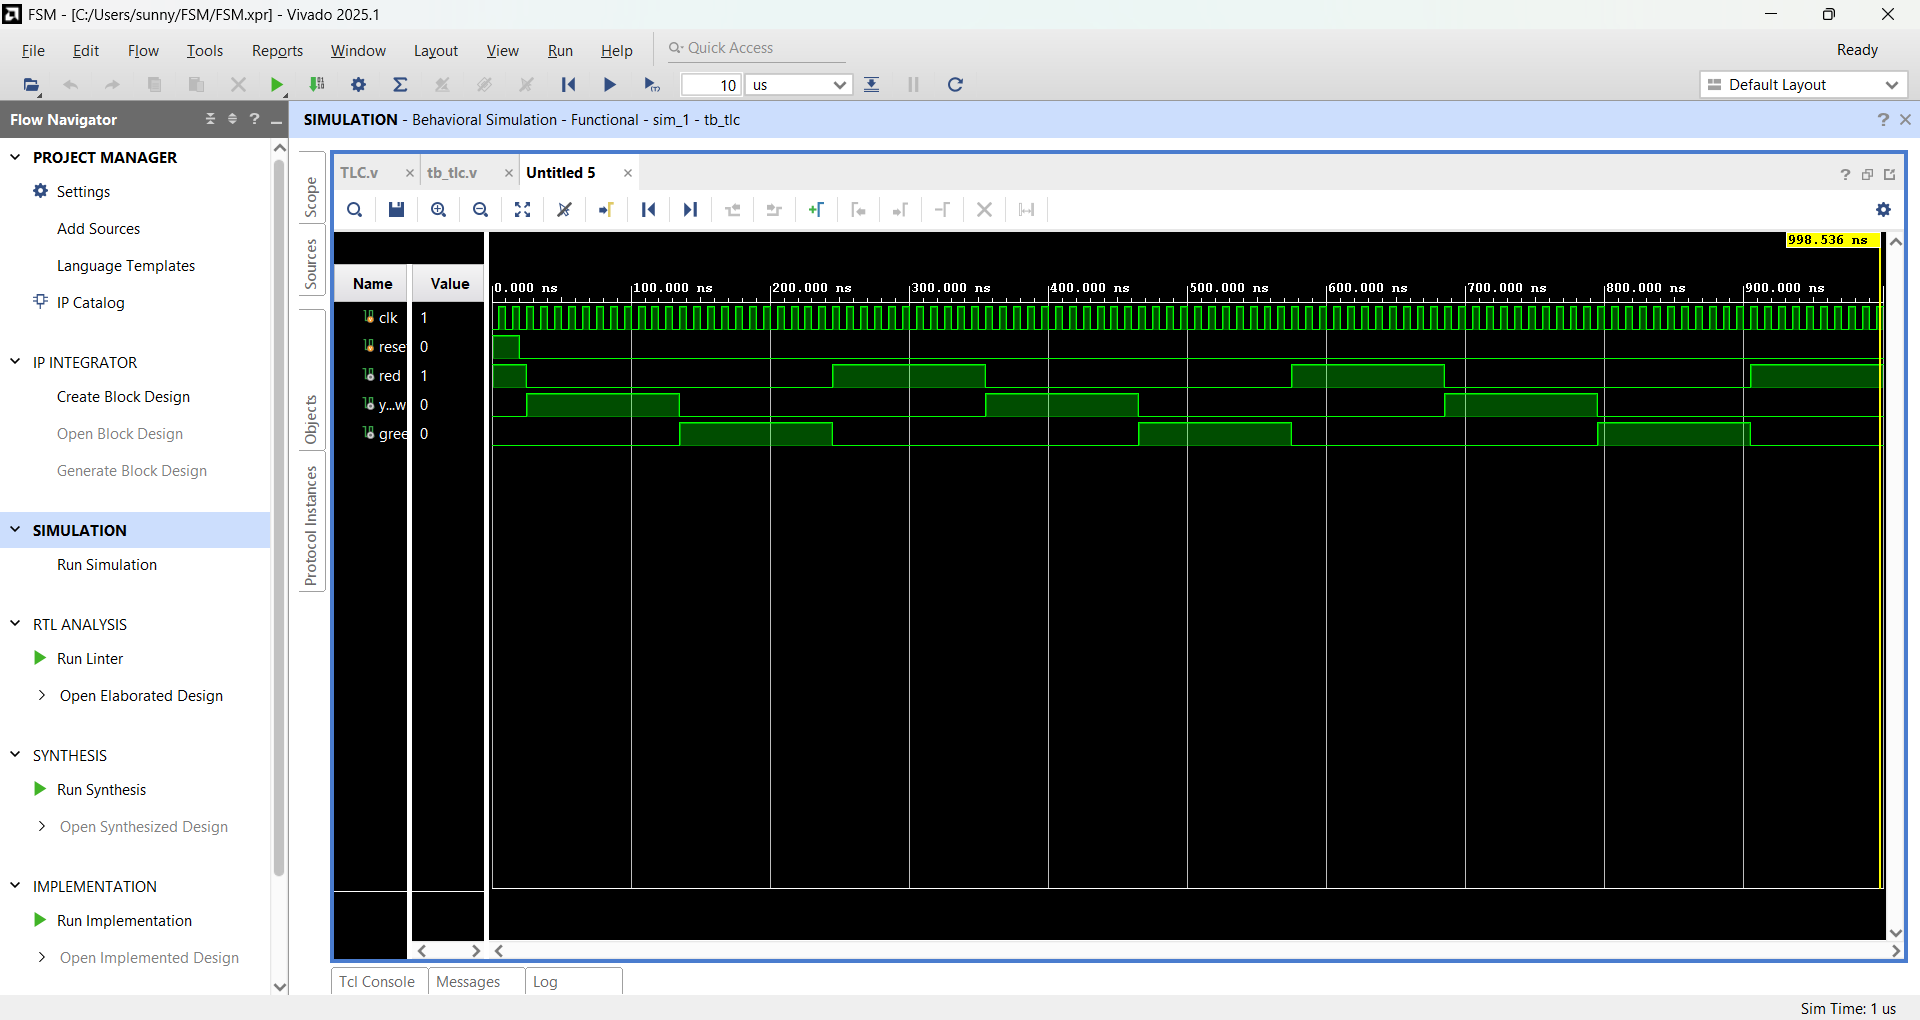 FSM - [C:/Users/sunny/FSM/FSM.xpr] - Vivado 2025.1
File Edit Flow Tools Reports Window Layout View Run Help Quick Access Ready
10 us Default Layout
Flow Navigator
SIMULATION - Behavioral Simulation - Functional - sim_1 - tb_tlc
PROJECT MANAGER
Settings
Add Sources
Language Templates
IP Catalog
IP INTEGRATOR
Create Block Design
Open Block Design
Generate Block Design
SIMULATION
Run Simulation
RTL ANALYSIS
Run Linter
Open Elaborated Design
SYNTHESIS
Run Synthesis
Open Synthesized Design
IMPLEMENTATION
Run Implementation
Open Implemented Design
Scope
Sources
Objects
Protocol Instances
TLC.v tb_tlc.v Untitled 5
998.536 ns
Name Value
0.000 ns 100.000 ns 200.000 ns 300.000 ns 400.000 ns 500.000 ns 600.000 ns 700.000 ns 800.000 ns 900.000 ns
clk 1
rese 0
red 1
y...w 0
gree 0
Tcl Console Messages Log
Sim Time: 1 us